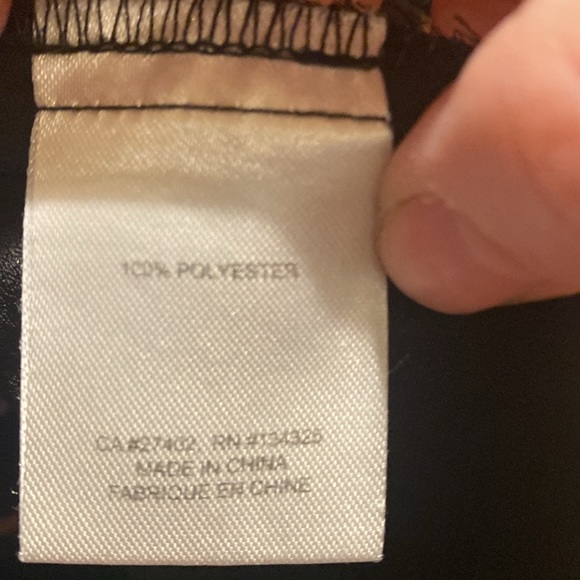 100% POLYESTER
CA #27402 RN #134325
MADE IN CHINA
FABRIQUE EN CHINE